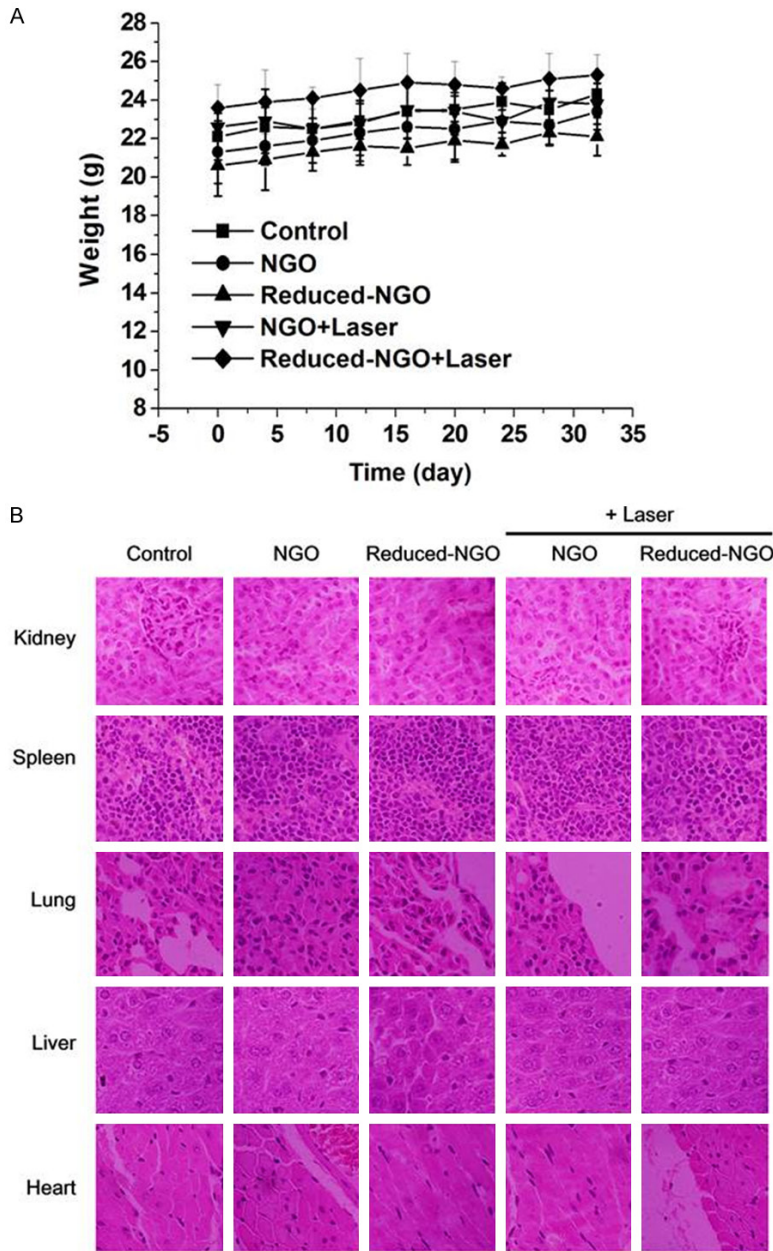 A
28
26
24
22
20
18
16
14
12
10
8
Weight (g)
Control
NGO
Reduced-NGO
NGO+Laser
Reduced-NGO+Laser
-5 0 5 10 15 20 25 30 35
Time (day)
B
+ Laser
Control NGO Reduced-NGO NGO Reduced-NGO
Kidney
Spleen
Lung
Liver
Heart